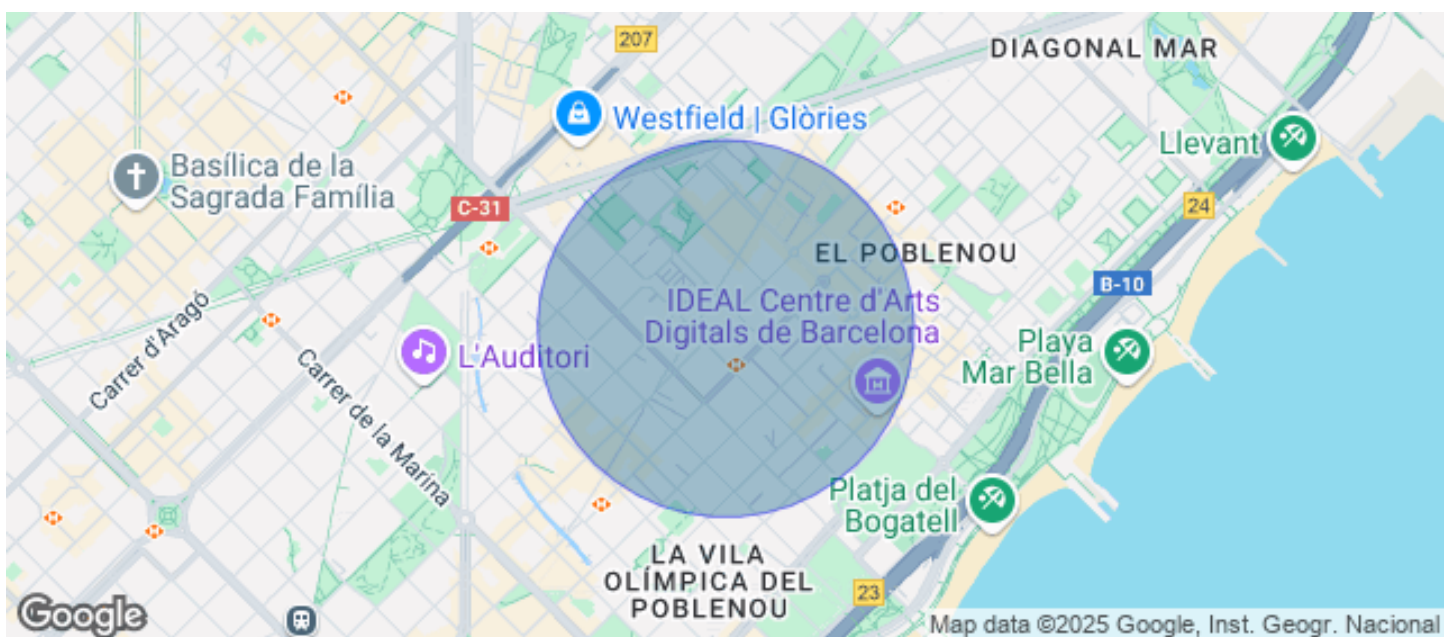 207
DIAGONAL MAR
Westfield | Glòries
Llevant
Basílica de la
Sagrada Família
C-31
24
EL POBLENOU
B-10
IDEAL Centre d'Arts
Digitals de Barcelona
Carrer d'Aragó
L'Auditori
Playa
Mar Bella
Carrer de la Marina
Platja del
Bogatell
LA VILA
OLÍMPICA DEL
POBLENOU
23
Google
Map data ©2025 Google, Inst. Geogr. Nacional